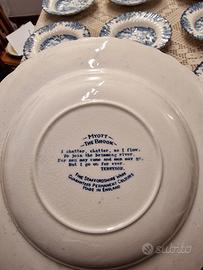 MYOTT
THE BROOK
I chatter, chatter, as I flow,
To join the brimming river,
For men may come and men may go,
But I go on for ever.
TENNYSON.
FINE STAFFORDSHIRE WARE
GUARANTEED PERMANENT COLOURS
MADE IN ENGLAND
subito